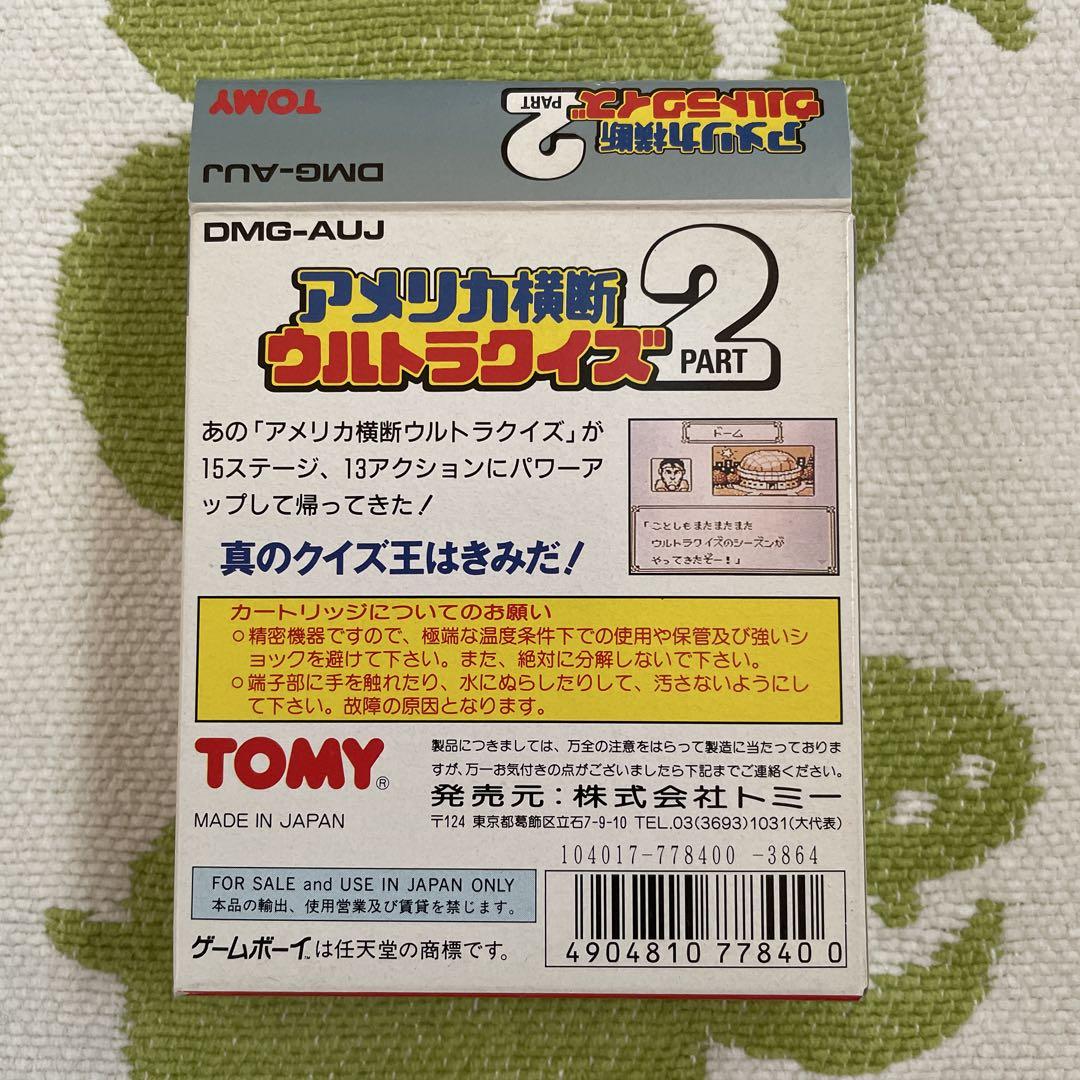 TOMY
アメリカ横断
ウルトラクイズ
PART 2
DMG-AUJ
DMG-AUJ
アメリカ横断
ウルトラクイズ
PART 2
あの「アメリカ横断ウルトラクイズ」が
15ステージ、13アクションにパワーア
ップして帰ってきた!
真のクイズ王はきみだ!
ドーム
「ことしもまたまたまた
ウルトラクイズのシーズンが
やってきたぞー!」
カートリッジについてのお願い
○精密機器ですので、極端な温度条件下での使用や保管及び強いシ
ョックを避けて下さい。また、絶対に分解しないで下さい。
○端子部に手を触れたり、水にぬらしたりして、汚さないようにし
て下さい。故障の原因となります。
TOMY®
MADE IN JAPAN
製品につきましては、万全の注意をはらって製造に当たっておりま
すが、万一お気付きの点がございましたら下記までご連絡ください。
発売元:株式会社トミー
〒124 東京都葛飾区立石7-9-10 TEL.03(3693)1031(大代表)
104017-778400 -3864
FOR SALE and USE IN JAPAN ONLY
本品の輸出、使用営業及び賃貸を禁じます。
ゲームボーイ™は任天堂の商標です。
4904810 778400